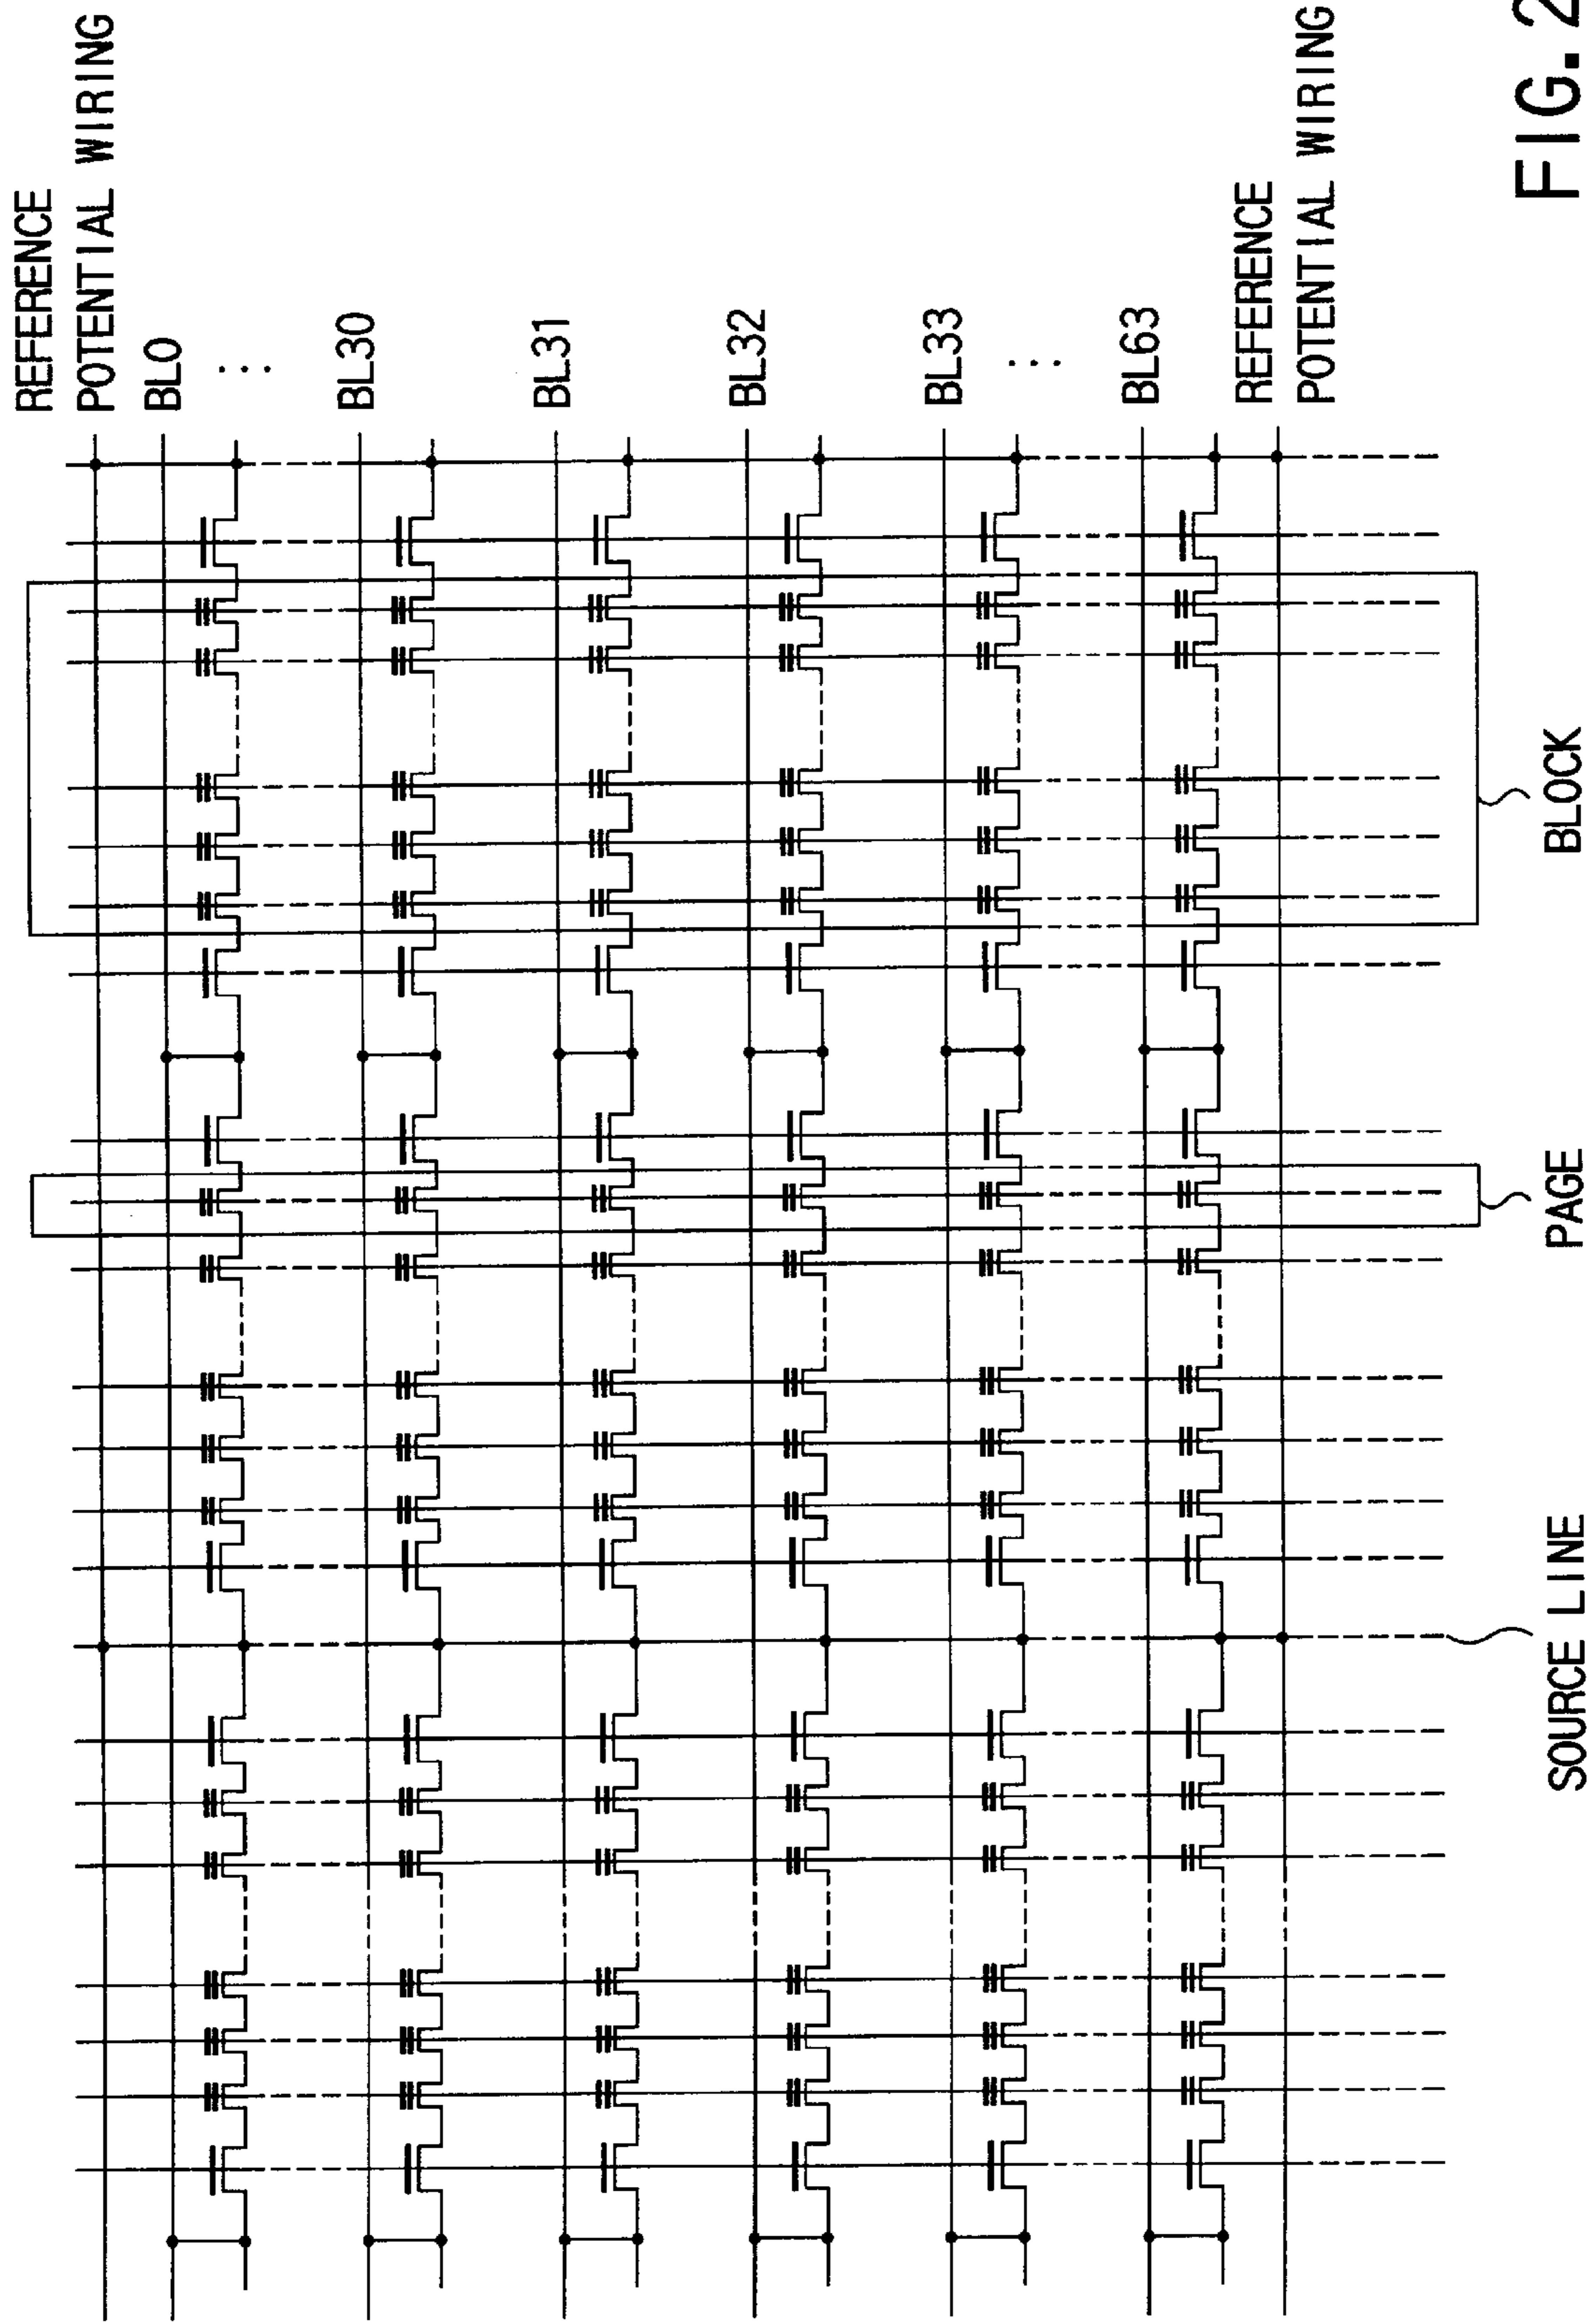 REFERENCE
POTENTIAL WIRING
BL0
...
BL30
BL31
BL32
BL33
...
BL63
REFERENCE
POTENTIAL WIRING
SOURCE LINE
PAGE
BLOCK
FIG. 2